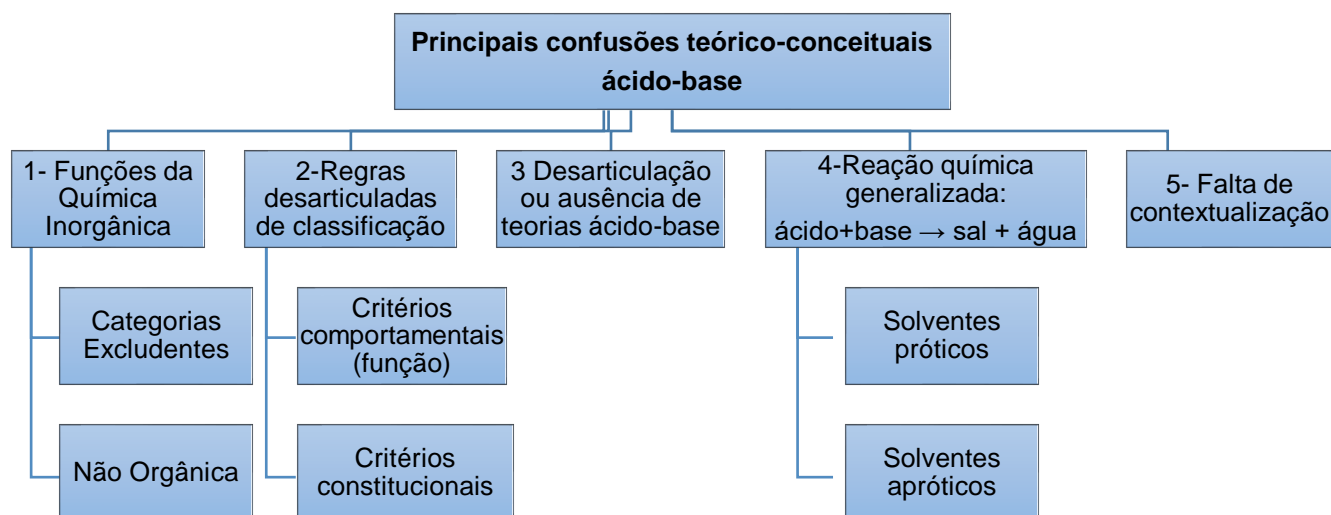 Principais confusões teórico-conceituais
ácido-base
1- Funções da
Química
Inorgânica
2-Regras
desarticuladas
de classificação
3 Desarticulação
ou ausência de
teorias ácido-base
4-Reação química
generalizada:
ácido+base → sal + água
5- Falta de
contextualização
Categorias
Excludentes
Critérios
comportamentais
(função)
Solventes
próticos
Não Orgânica
Critérios
constitucionais
Solventes
apróticos